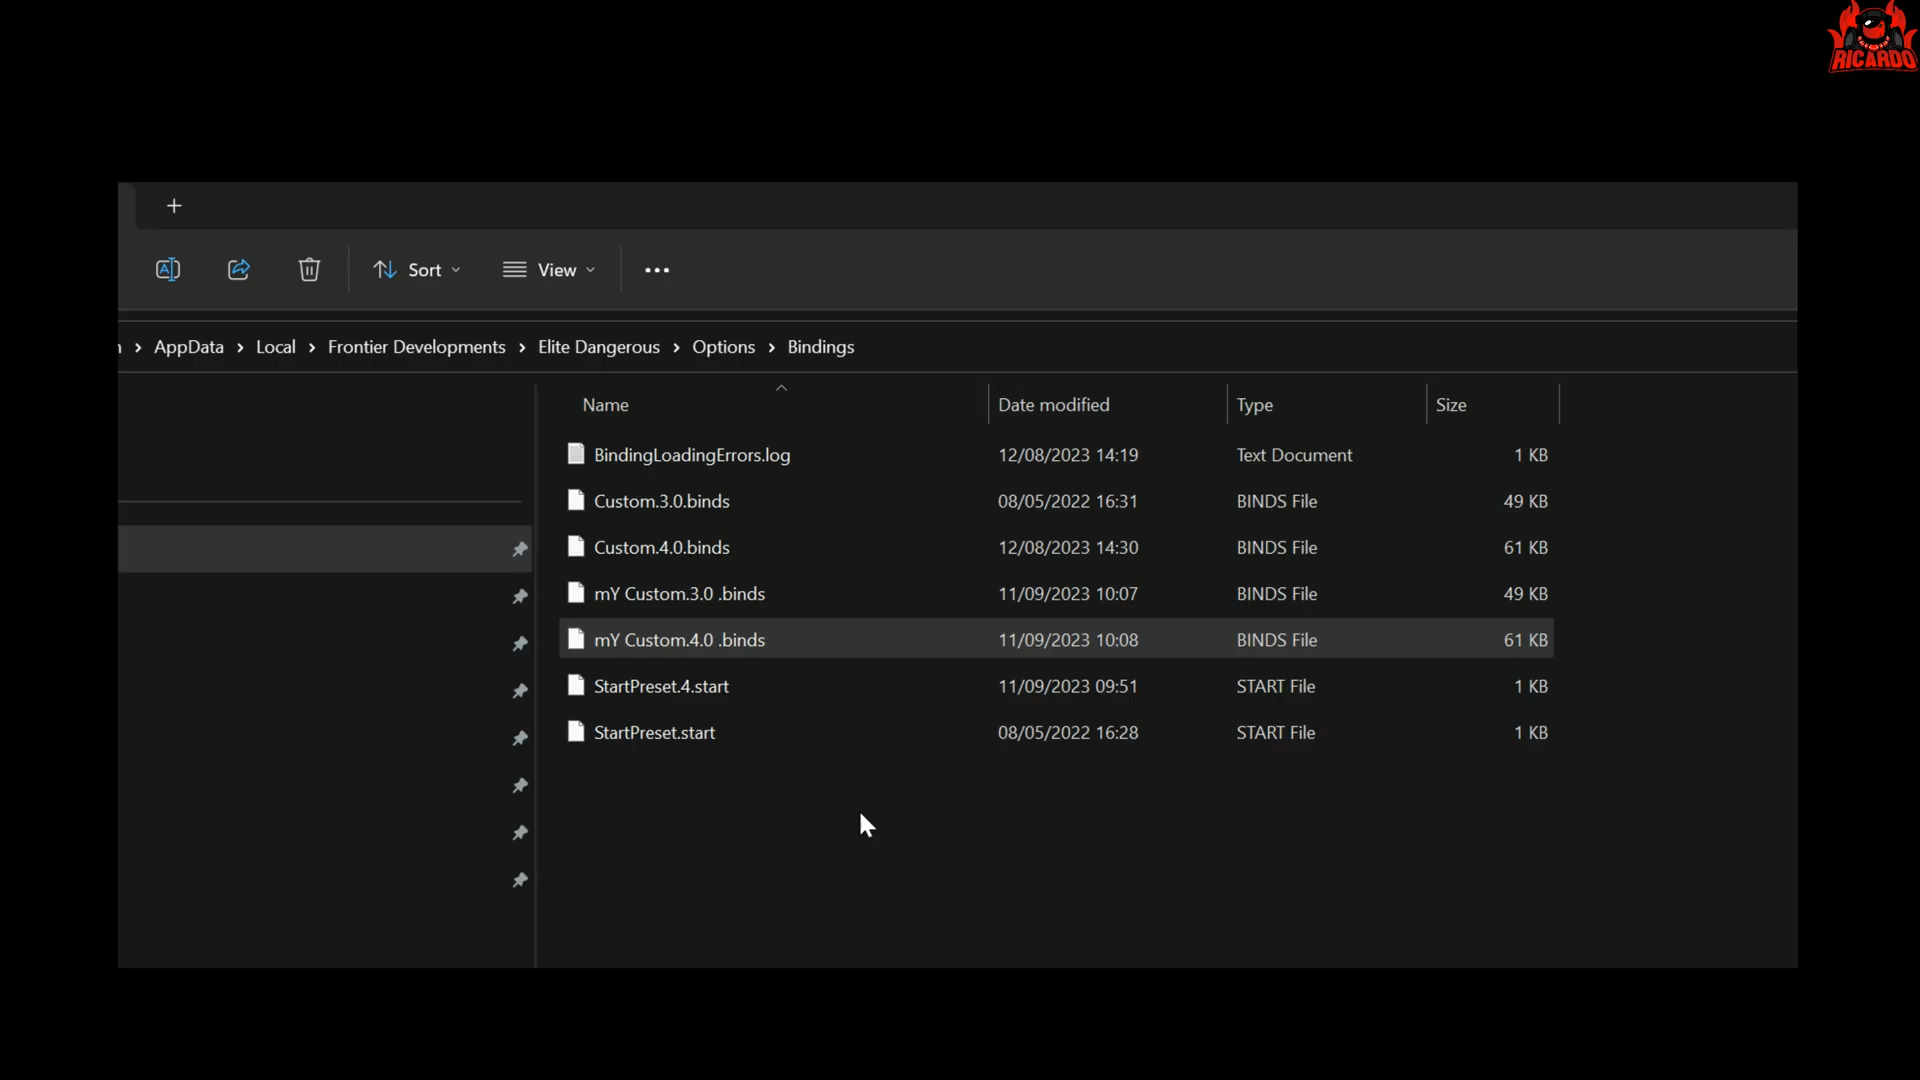 RICARDO
Sort View
AppData Local Frontier Developments Elite Dangerous Options Bindings
Name Date modified Type Size
BindingLoadingErrors.log 12/08/2023 14:19 Text Document 1 KB
Custom.3.0.binds 08/05/2022 16:31 BINDS File 49 KB
Custom.4.0.binds 12/08/2023 14:30 BINDS File 61 KB
mY Custom.3.0 .binds 11/09/2023 10:07 BINDS File 49 KB
mY Custom.4.0 .binds 11/09/2023 10:08 BINDS File 61 KB
StartPreset.4.start 11/09/2023 09:51 START File 1 KB
StartPreset.start 08/05/2022 16:28 START File 1 KB